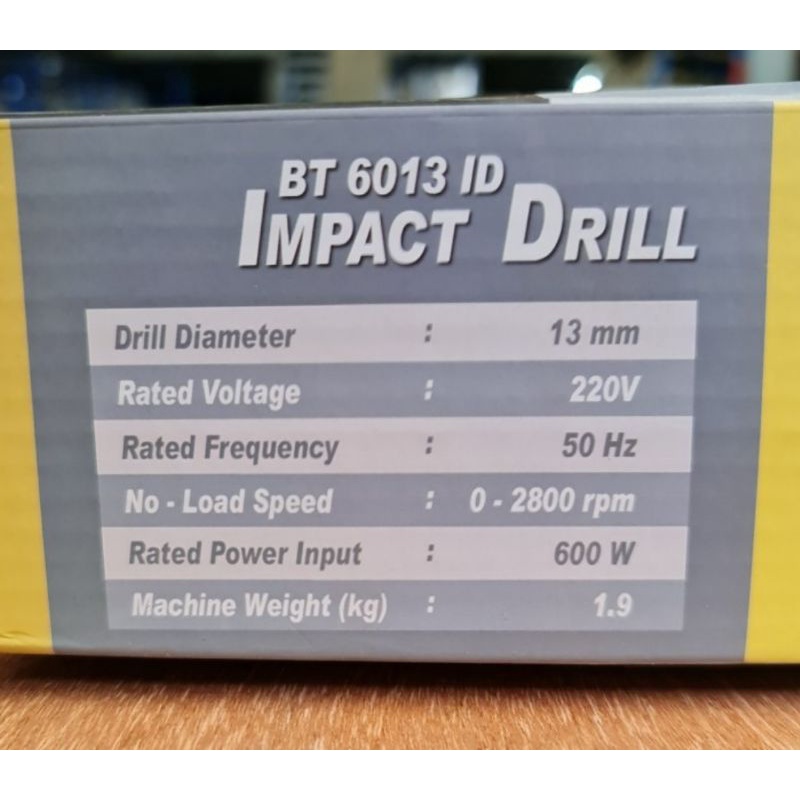 BT 6013 ID
IMPACT DRILL
Drill Diameter : 13 mm
Rated Voltage : 220V
Rated Frequency : 50 Hz
No - Load Speed : 0 - 2800 rpm
Rated Power Input : 600 W
Machine Weight (kg) : 1.9